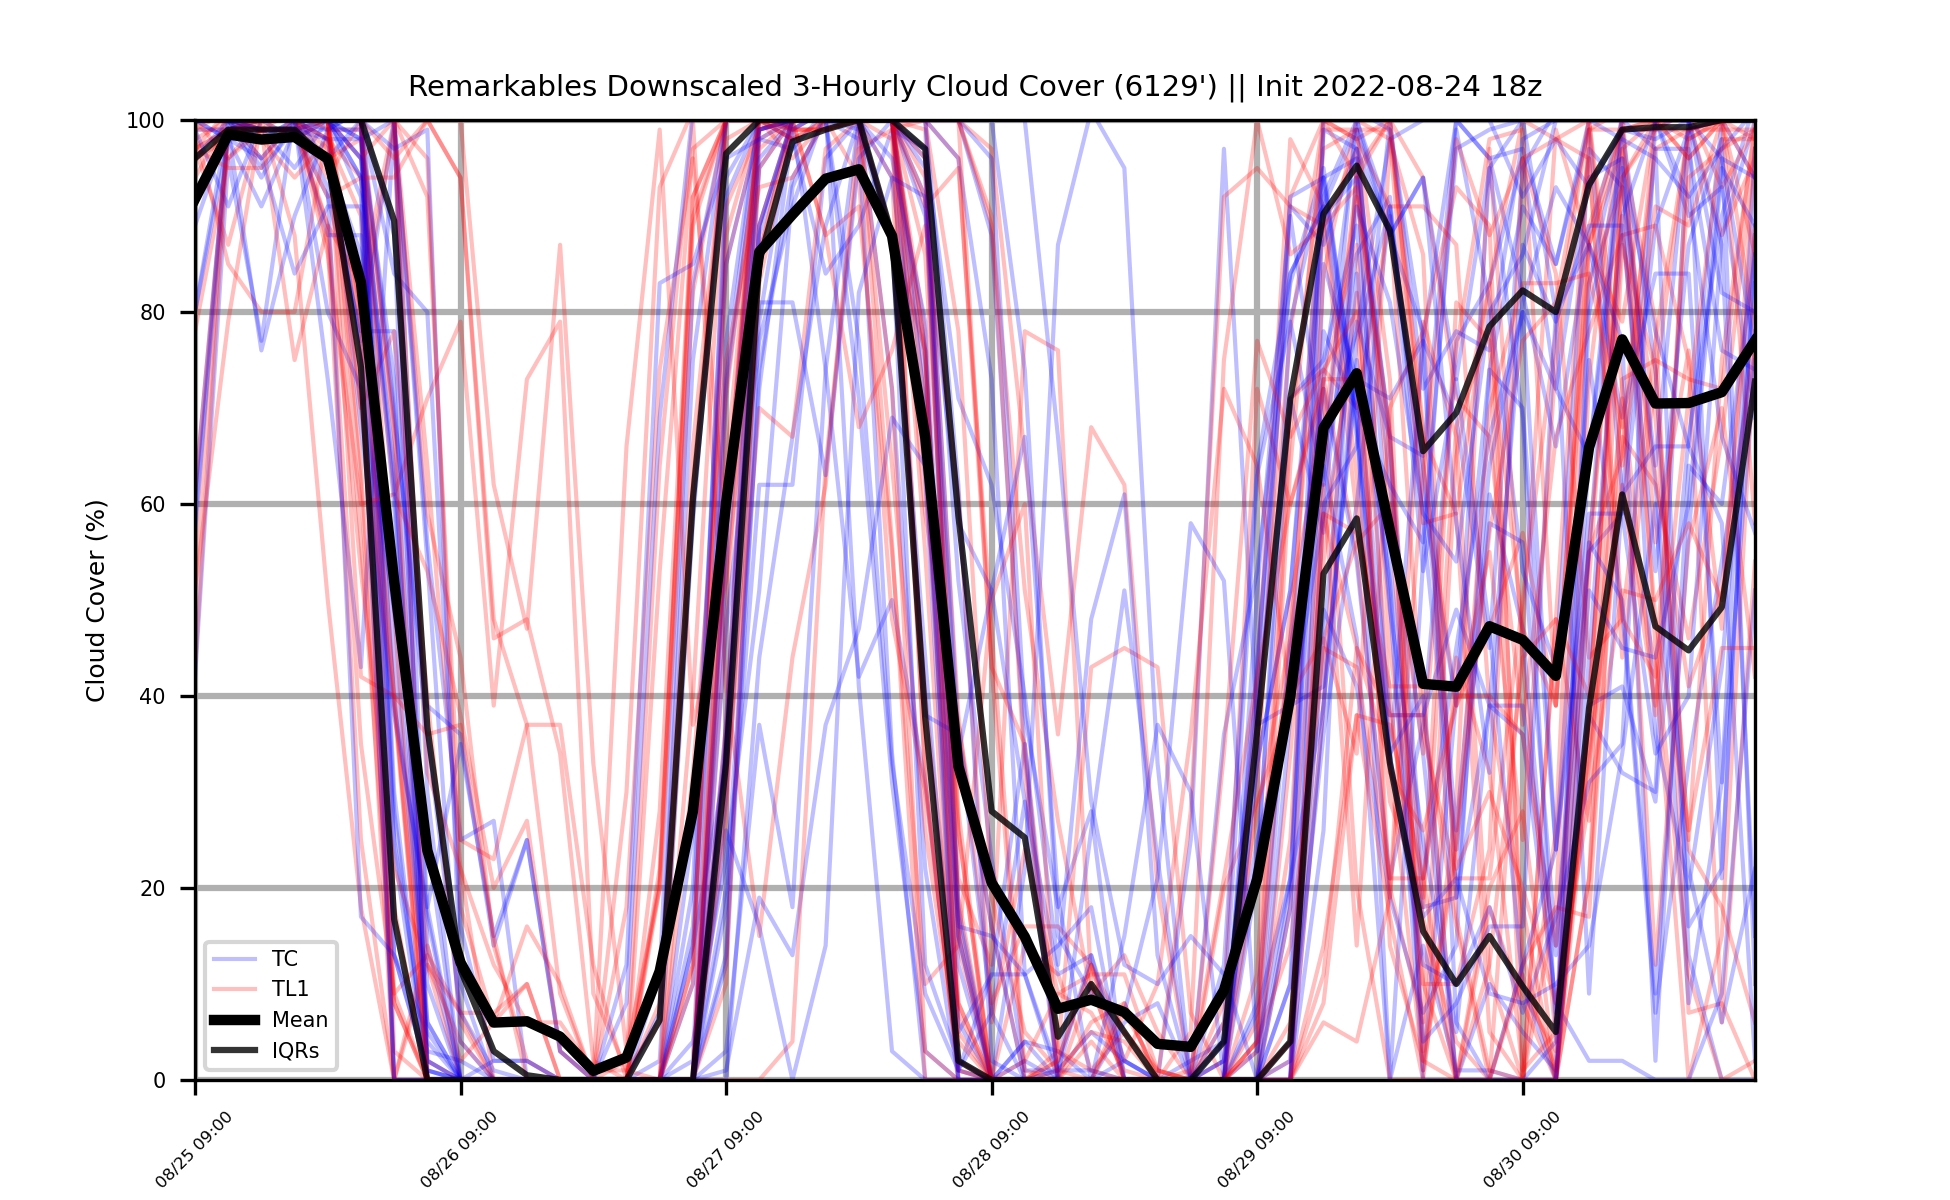 Remarkables Downscaled 3-Hourly Cloud Cover (6129') || Init 2022-08-24 18z
Cloud Cover (%)
100
80
60
40
20
0
TC
TL1
Mean
IQRs
08/25 09:00
08/26 09:00
08/27 09:00
08/28 09:00
08/29 09:00
08/30 09:00